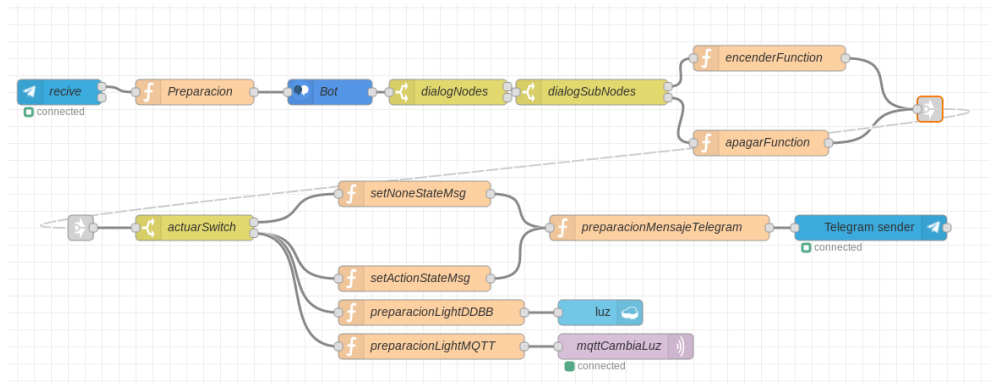 encenderFunction
recive
Preparacion
Bot
dialogNodes
dialogSubNodes
connected
apagarFunction
setNoneStateMsg
actuarSwitch
preparacionMensajeTelegram
Telegram sender
connected
setActionStateMsg
preparacionLightDDBB
luz
preparacionLightMQTT
mqttCambiaLuz
connected